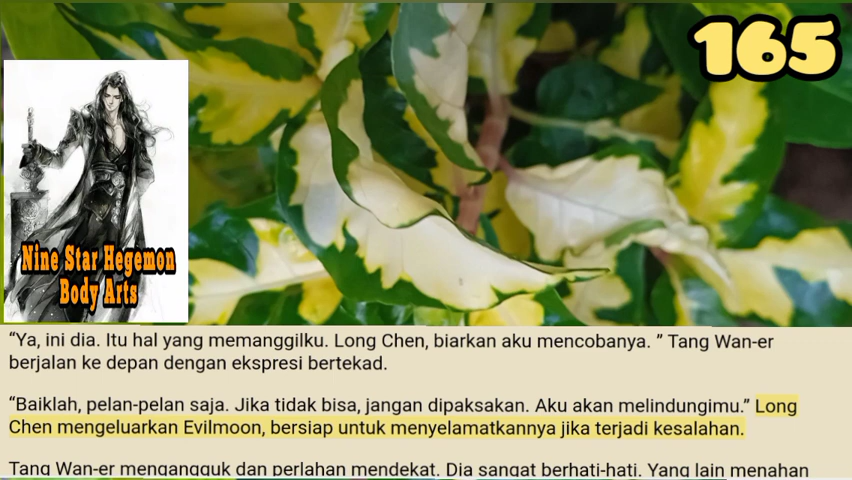 165
Nine Star Hegemon
Body Arts
“Ya, ini dia. Itu hal yang memanggilku. Long Chen, biarkan aku mencobanya. ” Tang Wan-er
berjalan ke depan dengan ekspresi bertekad.
“Baiklah, pelan-pelan saja. Jika tidak bisa, jangan dipaksakan. Aku akan melindungimu.” Long
Chen mengeluarkan Evilmoon, bersiap untuk menyelamatkannya jika terjadi kesalahan.
Tang Wan-er mengangguk dan perlahan mendekat. Dia sangat berhati-hati. Yang lain menahan